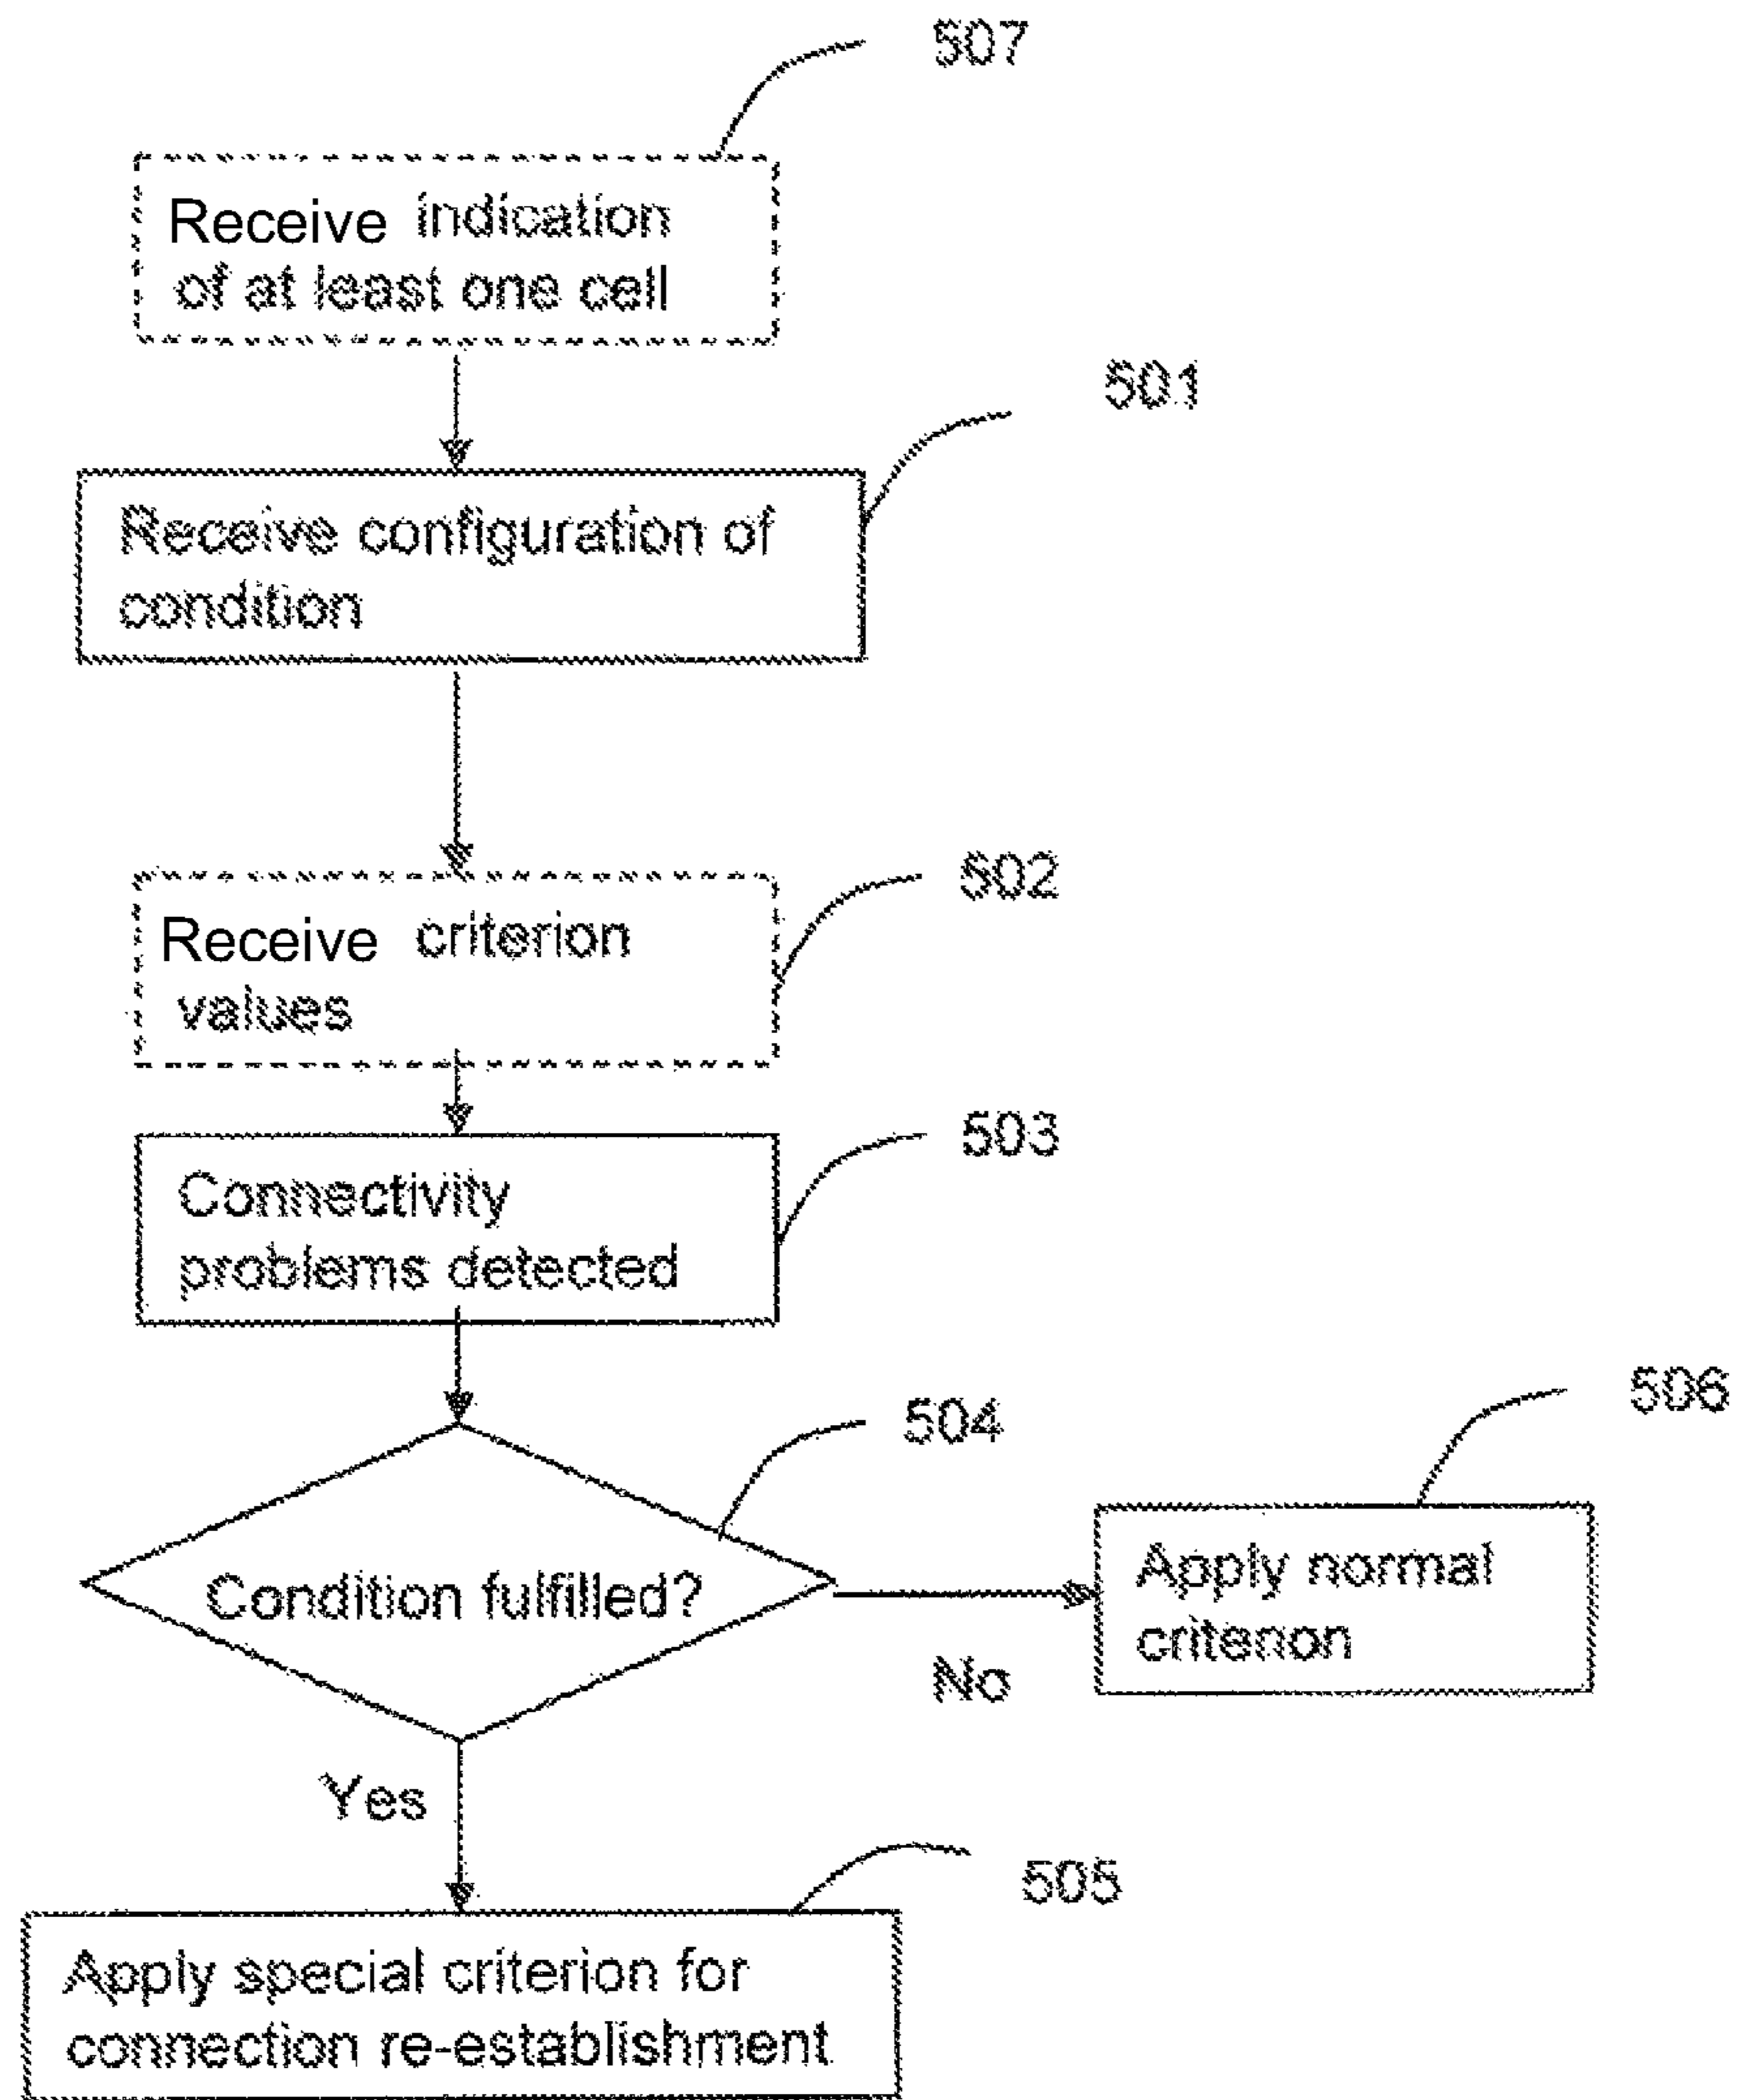 507
Receive indication
of at least one cell
501
Receive configuration of
condition
502
Receive criterion
values
503
Connectivity
problems detected
504
Condition fulfilled?
506
Apply normal
criterion
No
Yes
505
Apply special criterion for
connection re-establishment